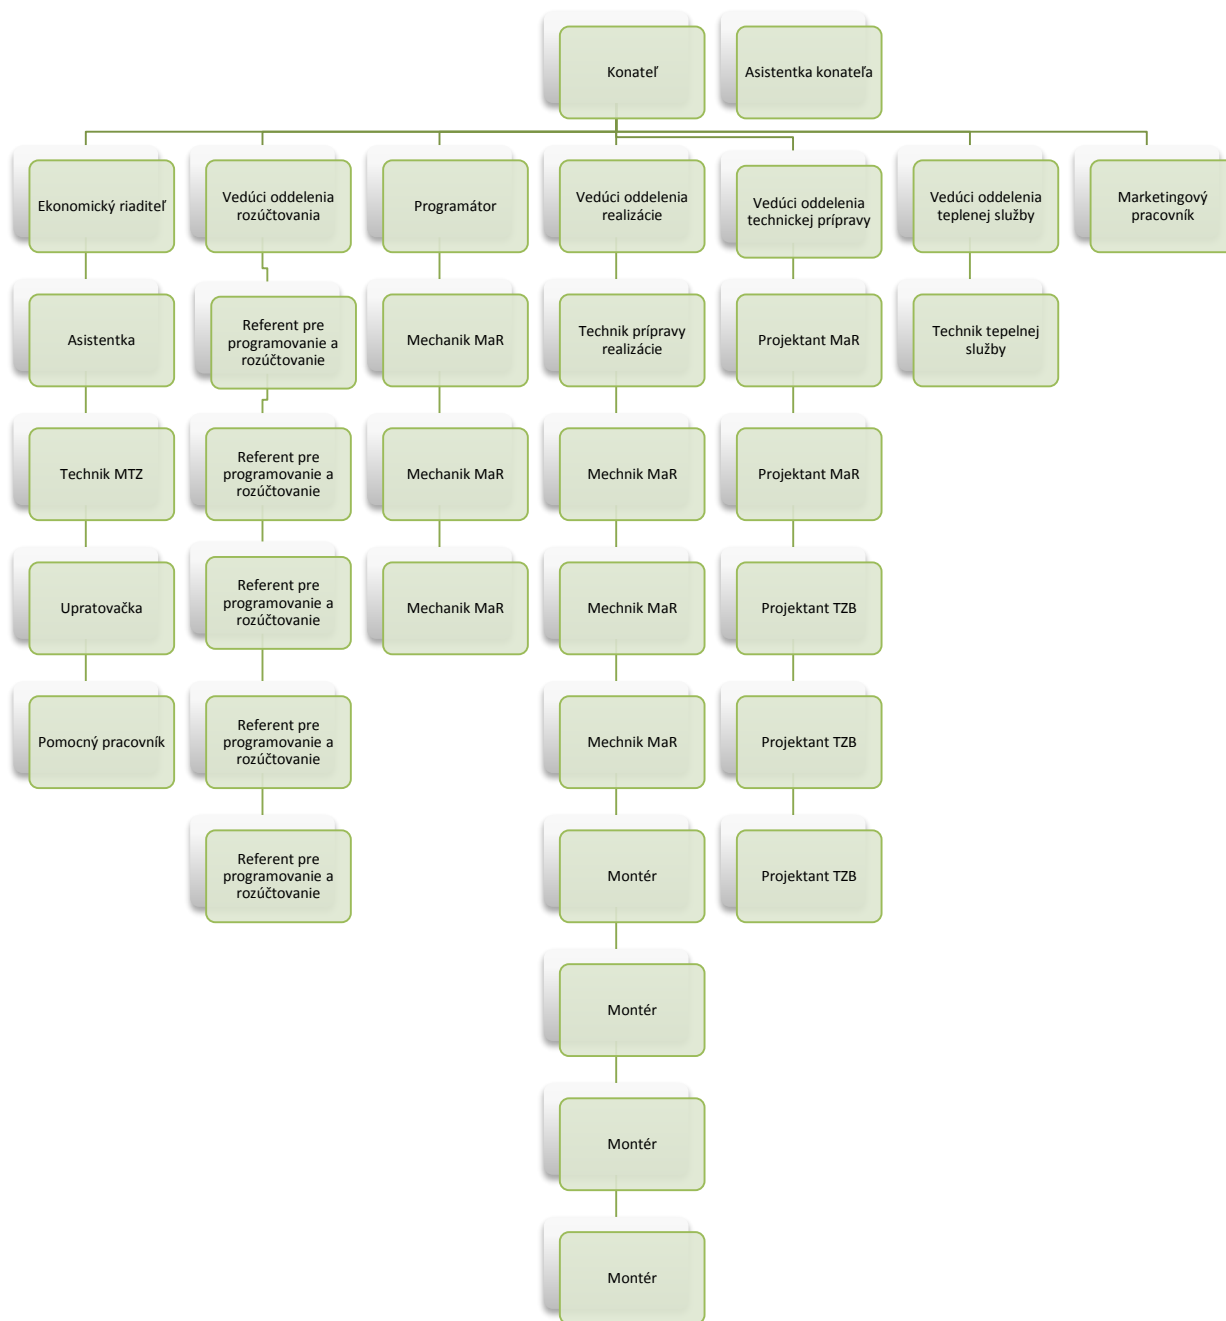 Konateľ
Asistentka konateľa
Ekonomický riaditeľ
Vedúci oddelenia
rozúčtovania
Programátor
Vedúci oddelenia
realizácie
Vedúci oddelenia
technickej prípravy
Vedúci oddelenia
teplenej služby
Marketingový
pracovník
Asistentka
Referent pre
programovanie a
rozúčtovanie
Mechanik MaR
Technik prípravy
realizácie
Projektant MaR
Technik tepelnej
služby
Technik MTZ
Referent pre
programovanie a
rozúčtovanie
Mechanik MaR
Mechnik MaR
Projektant MaR
Upratovačka
Referent pre
programovanie a
rozúčtovanie
Mechanik MaR
Mechnik MaR
Projektant TZB
Pomocný pracovník
Referent pre
programovanie a
rozúčtovanie
Mechnik MaR
Projektant TZB
Referent pre
programovanie a
rozúčtovanie
Montér
Projektant TZB
Montér
Montér
Montér